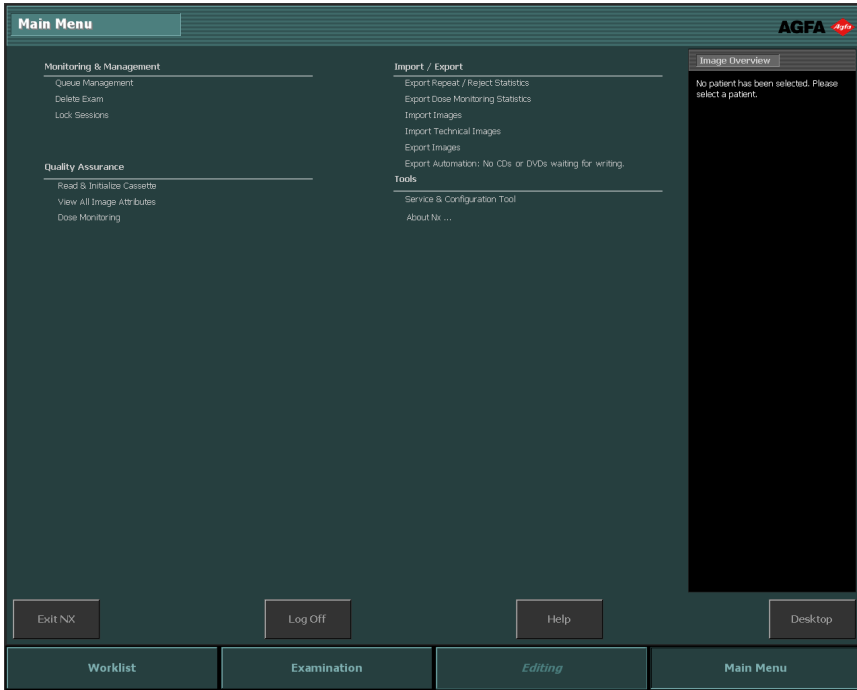 Main Menu
AGFA
Agfa
Monitoring & Management
Queue Management
Delete Exam
Lock Sessions
Quality Assurance
Read & Initialize Cassette
View All Image Attributes
Dose Monitoring
Import / Export
Export Repeat / Reject Statistics
Export Dose Monitoring Statistics
Import Images
Import Technical Images
Export Images
Export Automation: No CDs or DVDs waiting for writing.
Tools
Service & Configuration Tool
About Nx ...
Image Overview
No patient has been selected. Please
select a patient.
Exit NX
Log Off
Help
Desktop
Worklist
Examination
Editing
Main Menu